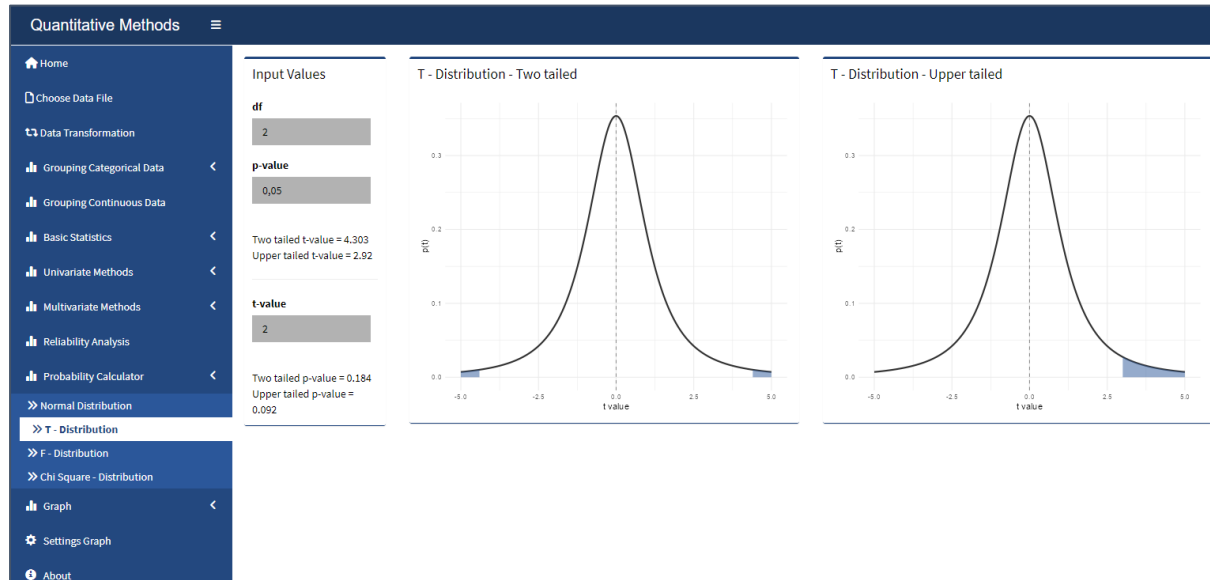 Quantitative Methods
Home
Choose Data File
Data Transformation
Grouping Categorical Data
Grouping Continuous Data
Basic Statistics
Univariate Methods
Multivariate Methods
Reliability Analysis
Probability Calculator
Normal Distribution
T - Distribution
F - Distribution
Chi Square - Distribution
Graph
Settings Graph
About
Input Values
df
2
p-value
0,05
Two tailed t-value = 4.303
Upper tailed t-value = 2.92
t-value
2
Two tailed p-value = 0.184
Upper tailed p-value =
0.092
T - Distribution - Two tailed
p(t)
0.3
0.2
0.1
0.0
-5.0 -2.5 0.0 2.5 5.0
t value
T - Distribution - Upper tailed
p(t)
0.3
0.2
0.1
0.0
-5.0 -2.5 0.0 2.5 5.0
t value